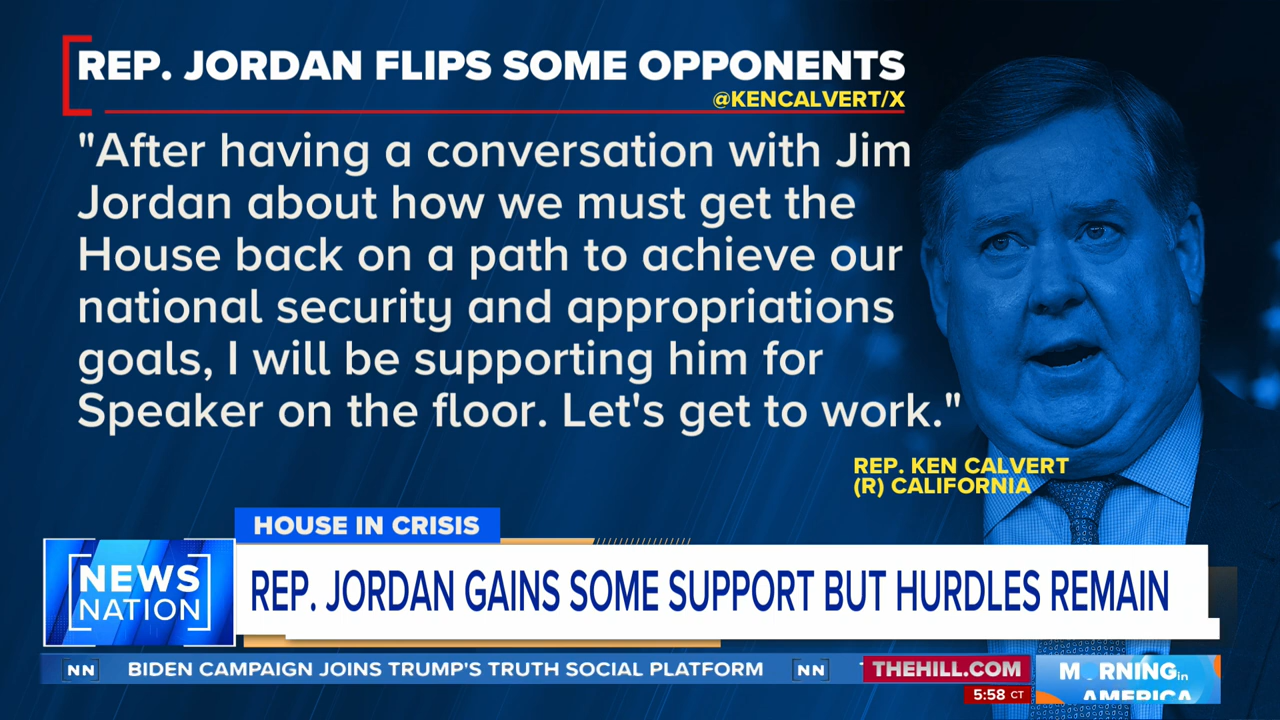 REP. JORDAN FLIPS SOME OPPONENTS
@KENCALVERT/X
"After having a conversation with Jim
Jordan about how we must get the
House back on a path to achieve our
national security and appropriations
goals, I will be supporting him for
Speaker on the floor. Let's get to work."
REP. KEN CALVERT
(R) CALIFORNIA
HOUSE IN CRISIS
NEWS
NATION
REP. JORDAN GAINS SOME SUPPORT BUT HURDLES REMAIN
NN BIDEN CAMPAIGN JOINS TRUMP'S TRUTH SOCIAL PLATFORM NN
THEHILL.COM
5:58 CT
MORNING in
AMERICA